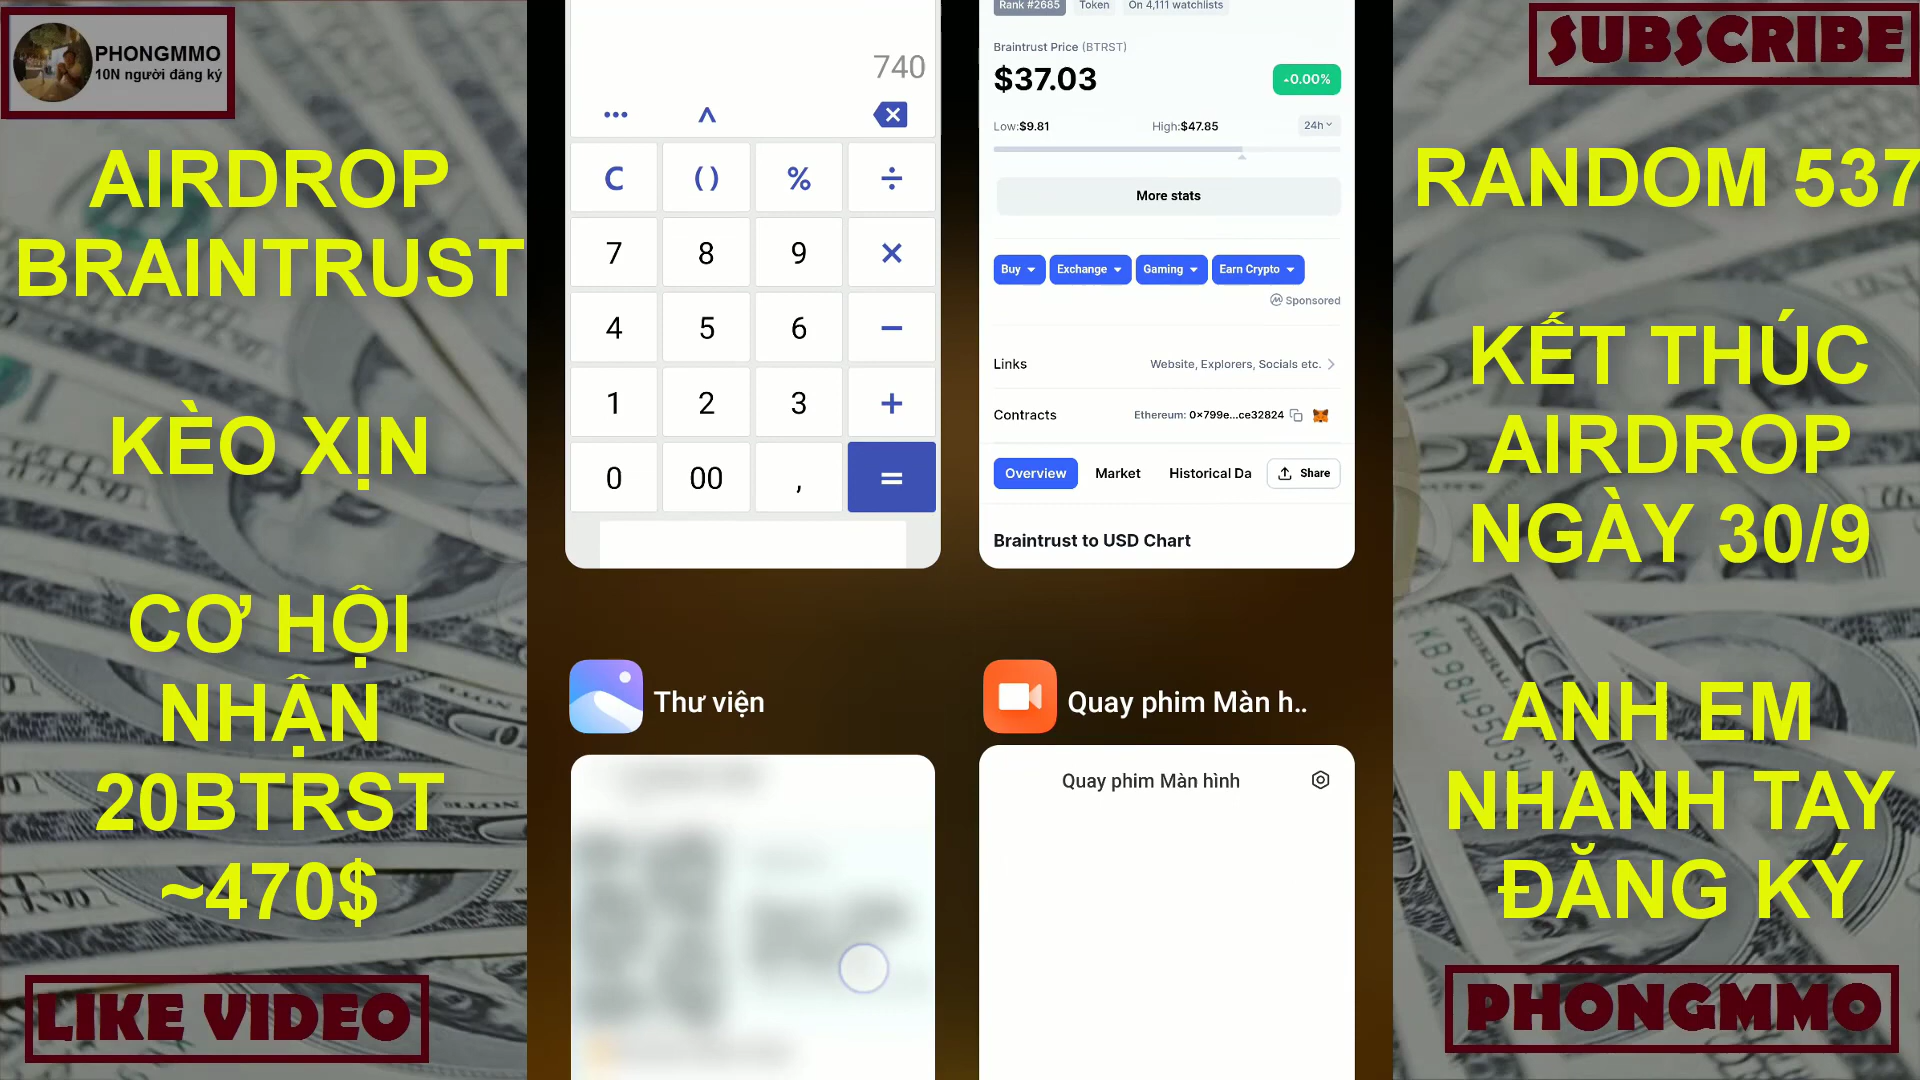 PHONGMMO
10N người đăng ký
AIRDROP
BRAINTRUST
KÈO XỊN
CƠ HỘI
NHẬN
20BTRST
~470$
LIKE VIDEO
740
C
()
%
÷
7
8
9
×
4
5
6
−
1
2
3
+
0
00
,
=
Rank #2685
Token
On 4,111 watchlists
Braintrust Price (BTRST)
$37.03
0.00%
Low:$9.81
High:$47.85
24h
More stats
Buy
Exchange
Gaming
Earn Crypto
Sponsored
Links
Website, Explorers, Socials etc.
Contracts
Ethereum: 0x799e...ce32824
Overview
Market
Historical Da
Share
Braintrust to USD Chart
Thư viện
Quay phim Màn h..
Quay phim Màn hình
SUBSCRIBE
RANDOM 537
KẾT THÚC
AIRDROP
NGÀY 30/9
ANH EM
NHANH TAY
ĐĂNG KÝ
PHONGMMO